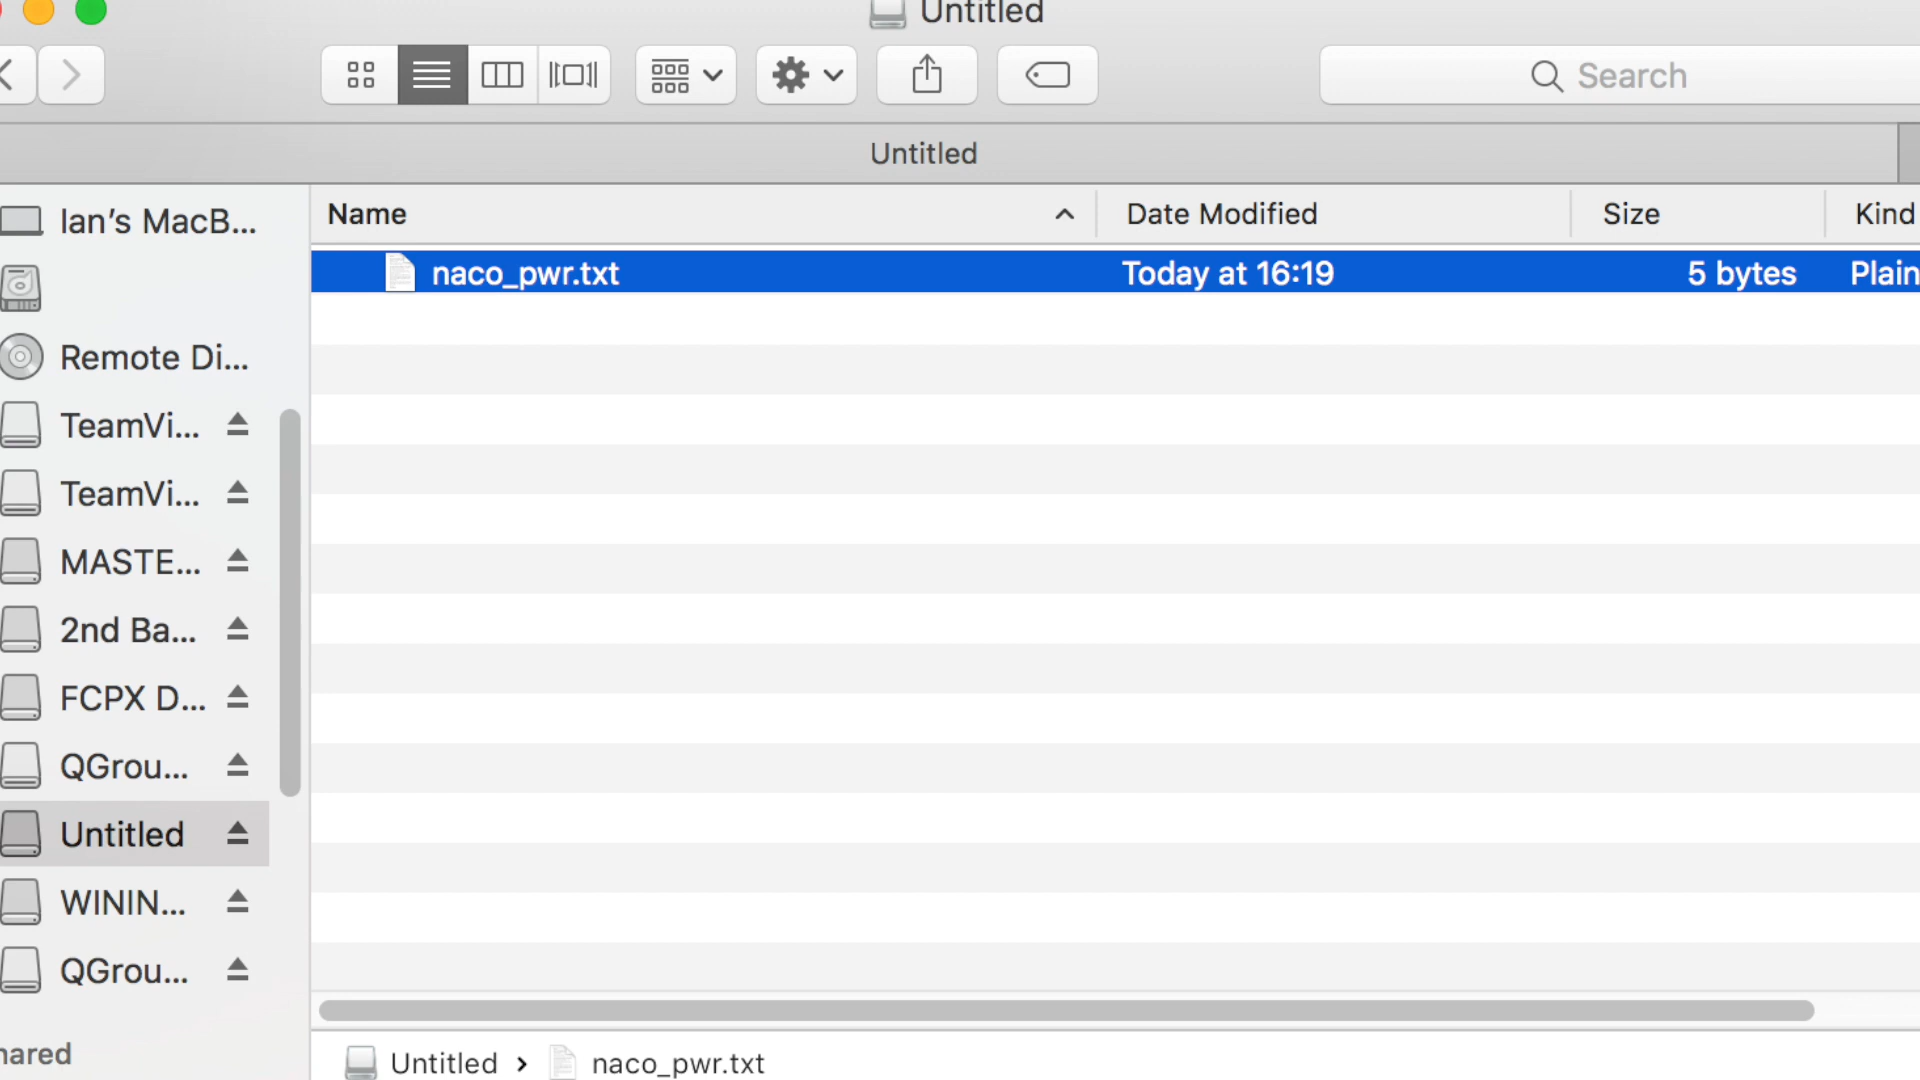 Untitled
Search
Untitled
Name
Date Modified
Size
Kind
naco_pwr.txt
Today at 16:19
5 bytes
Plain
Ian’s MacB...
Remote Di...
TeamVi...
TeamVi...
MASTE...
2nd Ba...
FCPX D...
QGrou...
Untitled
WININ...
QGrou...
hared
Untitled › naco_pwr.txt